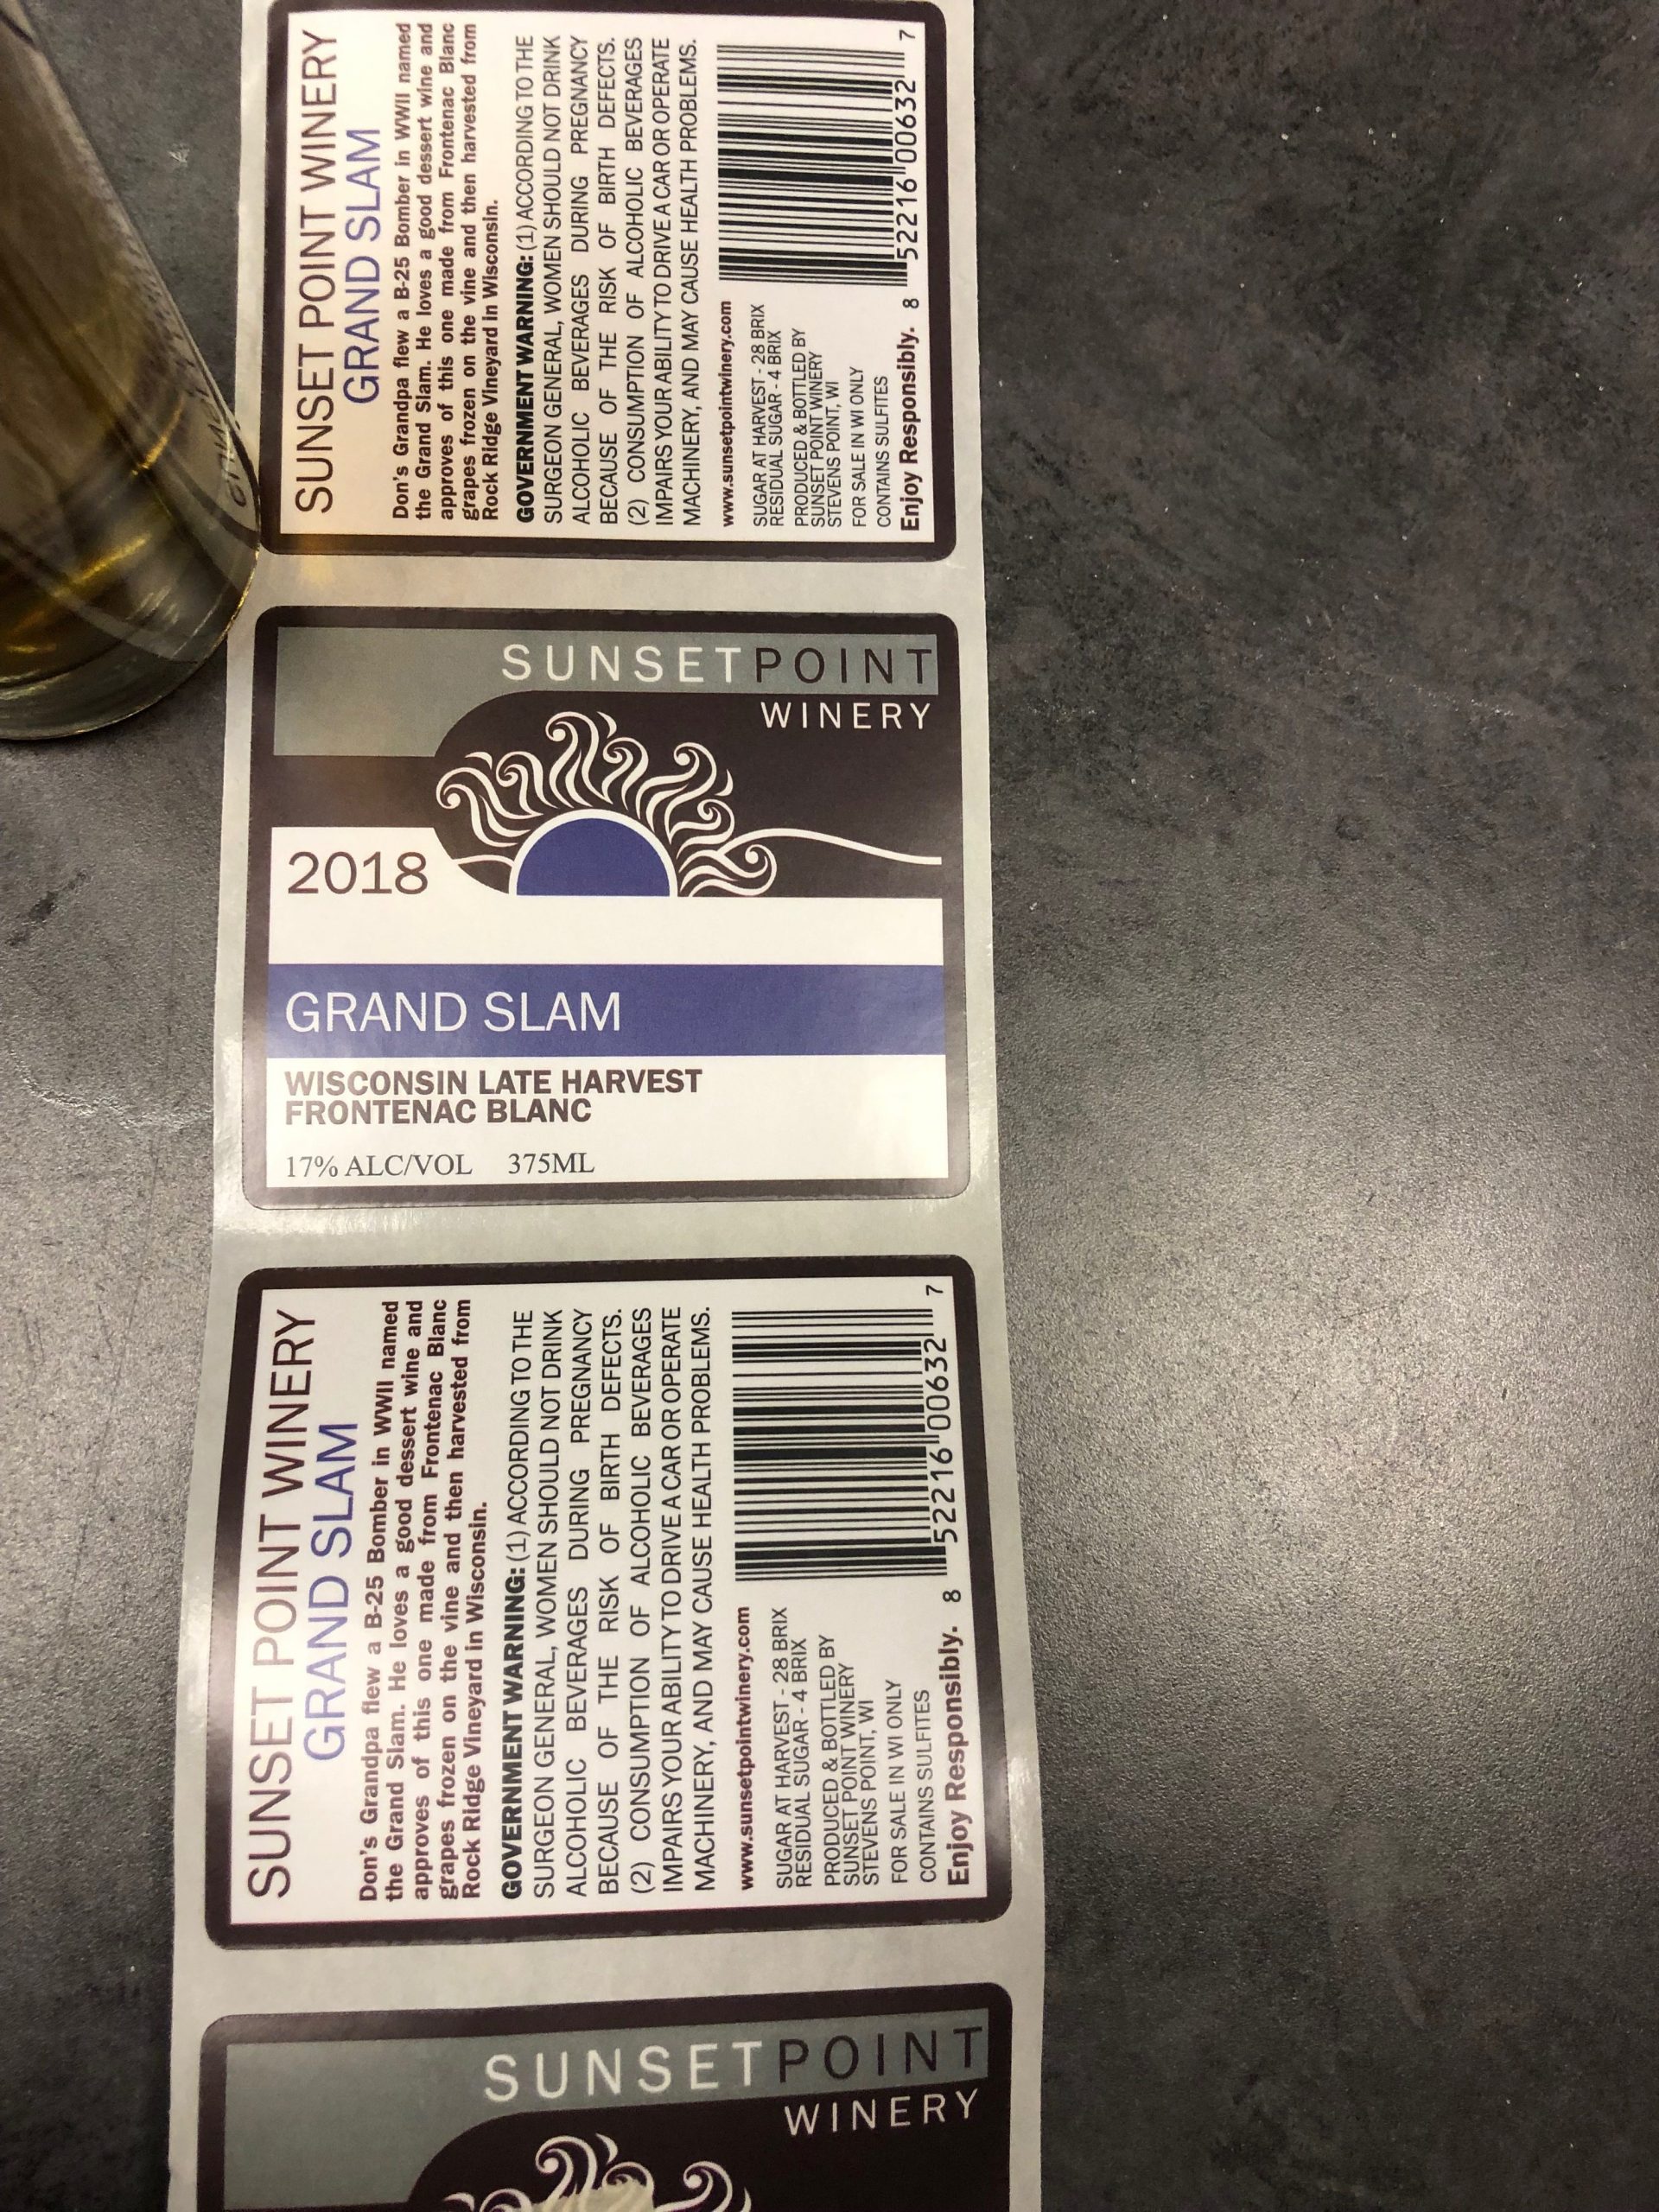 SUNSET POINT WINERY
GRAND SLAM
Don's Grandpa flew a B-25 Bomber in WWII named
the Grand Slam. He loves a good dessert wine and
approves of this one made from Frontenac Blanc
grapes frozen on the vine and then harvested from
Rock Ridge Vineyard in Wisconsin.
GOVERNMENT WARNING: (1) ACCORDING TO THE
SURGEON GENERAL, WOMEN SHOULD NOT DRINK
ALCOHOLIC BEVERAGES DURING PREGNANCY
BECAUSE OF THE RISK OF BIRTH DEFECTS.
(2) CONSUMPTION OF ALCOHOLIC BEVERAGES
IMPAIRS YOUR ABILITY TO DRIVE A CAR OR OPERATE
MACHINERY, AND MAY CAUSE HEALTH PROBLEMS.
www.sunsetpointwinery.com
SUGAR AT HARVEST - 28 BRIX
RESIDUAL SUGAR - 4 BRIX
PRODUCED & BOTTLED BY
SUNSET POINT WINERY
STEVENS POINT, WI
FOR SALE IN WI ONLY
CONTAINS SULFITES
Enjoy Responsibly.
8 52216 00632 7
SUNSETPOINT
WINERY
2018
GRAND SLAM
WISCONSIN LATE HARVEST
FRONTENAC BLANC
17% ALC/VOL 375ML
SUNSET POINT WINERY
GRAND SLAM
Don's Grandpa flew a B-25 Bomber in WWII named
the Grand Slam. He loves a good dessert wine and
approves of this one made from Frontenac Blanc
grapes frozen on the vine and then harvested from
Rock Ridge Vineyard in Wisconsin.
GOVERNMENT WARNING: (1) ACCORDING TO THE
SURGEON GENERAL, WOMEN SHOULD NOT DRINK
ALCOHOLIC BEVERAGES DURING PREGNANCY
BECAUSE OF THE RISK OF BIRTH DEFECTS.
(2) CONSUMPTION OF ALCOHOLIC BEVERAGES
IMPAIRS YOUR ABILITY TO DRIVE A CAR OR OPERATE
MACHINERY, AND MAY CAUSE HEALTH PROBLEMS.
www.sunsetpointwinery.com
SUGAR AT HARVEST - 28 BRIX
RESIDUAL SUGAR - 4 BRIX
PRODUCED & BOTTLED BY
SUNSET POINT WINERY
STEVENS POINT, WI
FOR SALE IN WI ONLY
CONTAINS SULFITES
Enjoy Responsibly.
8 52216 00632 7
SUNSETPOINT
WINERY